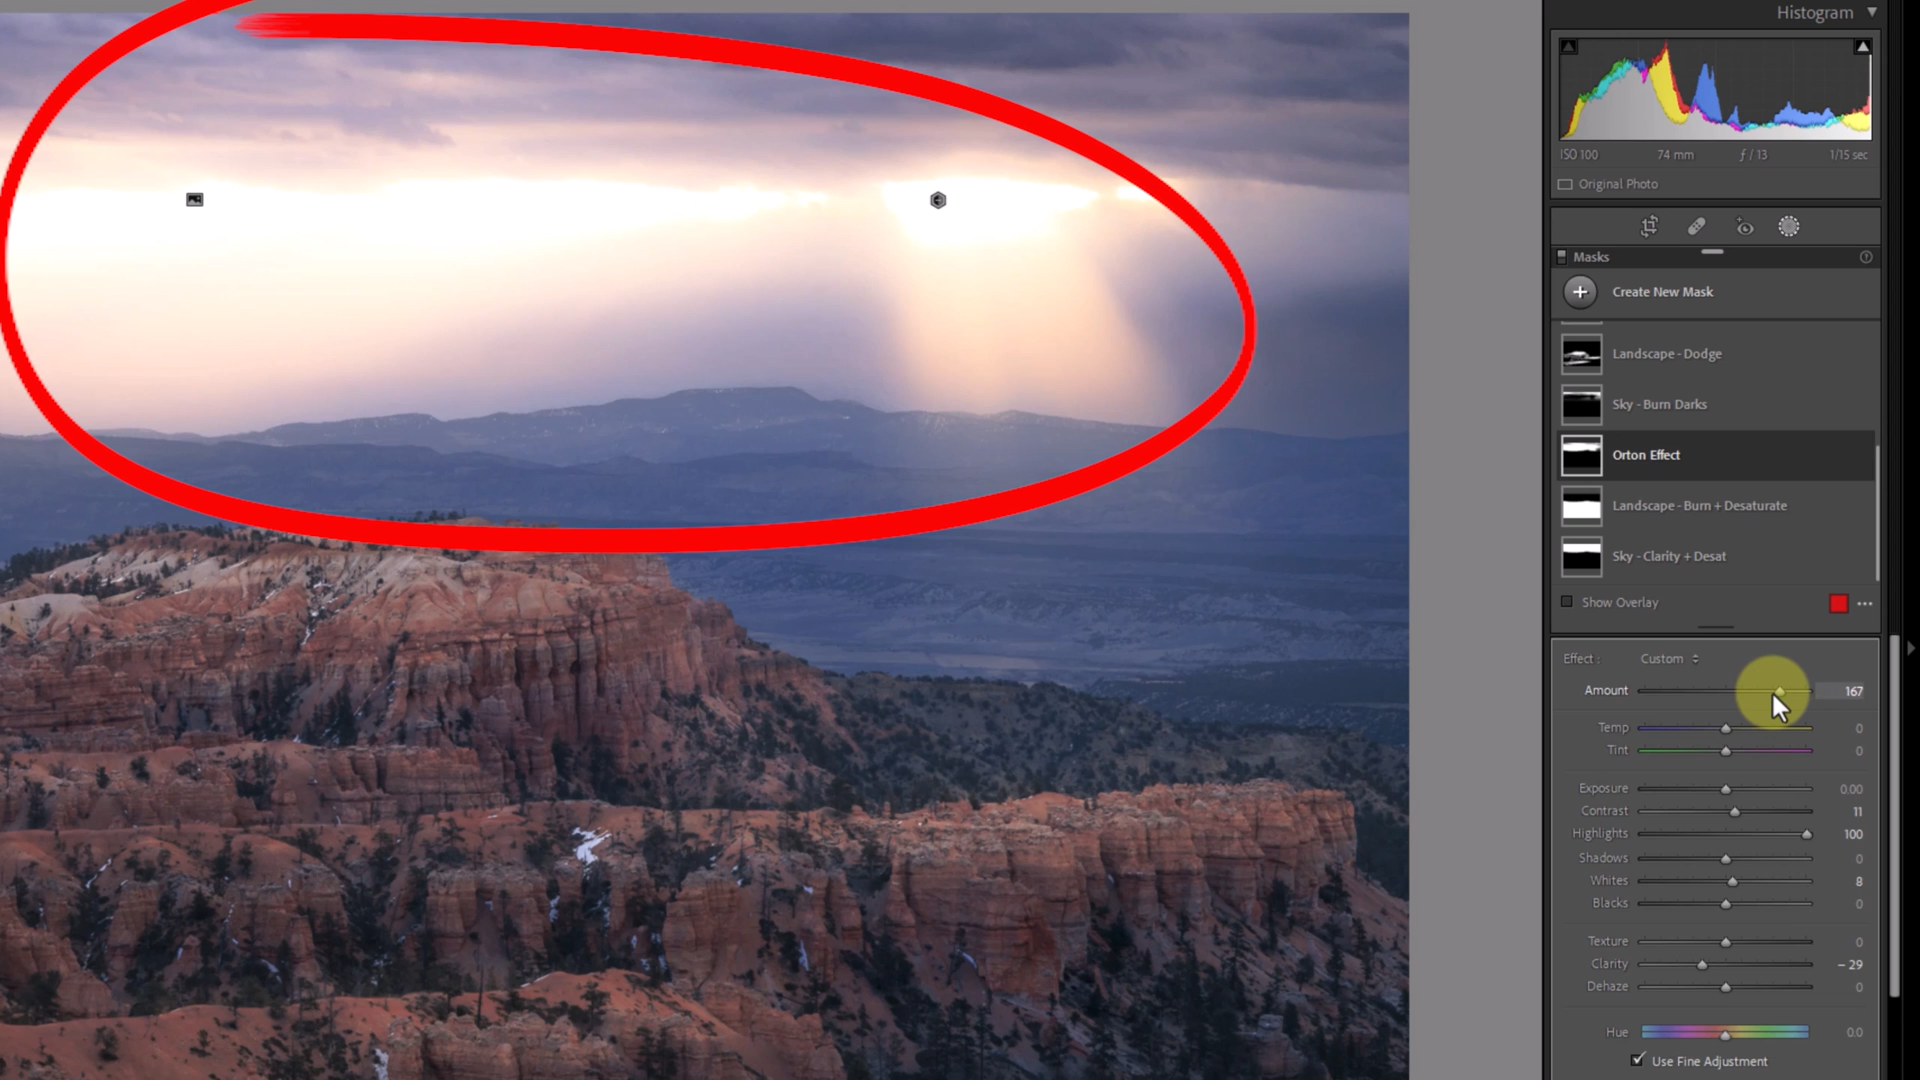 Histogram
ISO 100 74 mm ƒ / 13 1/15 sec
Original Photo
Masks
Create New Mask
Landscape - Dodge
Sky - Burn Darks
Orton Effect
Landscape - Burn + Desaturate
Sky - Clarity + Desat
Show Overlay
Effect : Custom
Amount 167
Temp 0
Tint 0
Exposure 0.00
Contrast 11
Highlights 100
Shadows 0
Whites 8
Blacks 0
Texture 0
Clarity – 29
Dehaze 0
Hue 0.0
Use Fine Adjustment